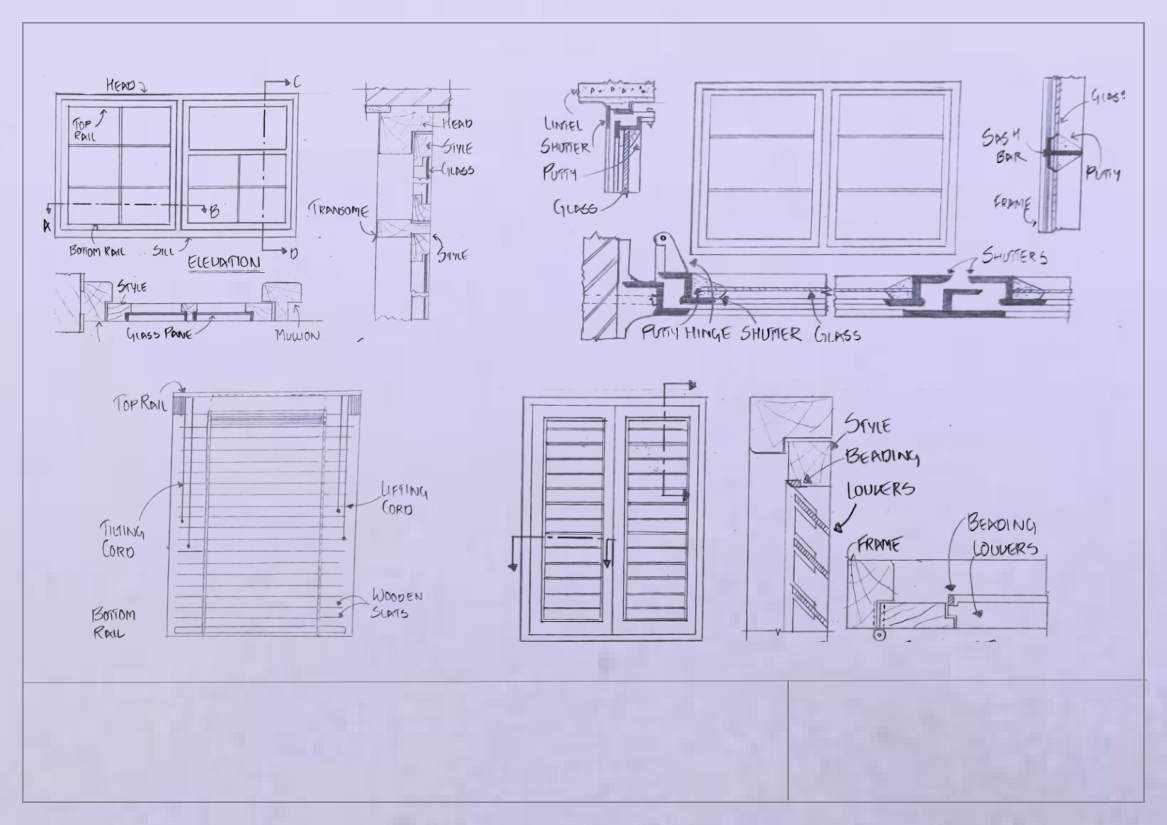 HEAD
C
TOP
RAIL
B
A
D
BOTTOM RAIL
SILL
ELEVATION
STYLE
GLASS PANE
MULLION
HEAD
STYLE
GLASS
TRANSOME
STYLE
LINTEL
SHUTTER
PUTTY
GLASS
GLASS
SASH
BAR
PUTTY
FRAME
SHUTTERS
PUTTY HINGE SHUTTER GLASS
TOP RAIL
LIFTING
CORD
TILTING
CORD
WOODEN
SLATS
BOTTOM
RAIL
STYLE
BEADING
LOUVERS
FRAME
BEADING
LOUVERS